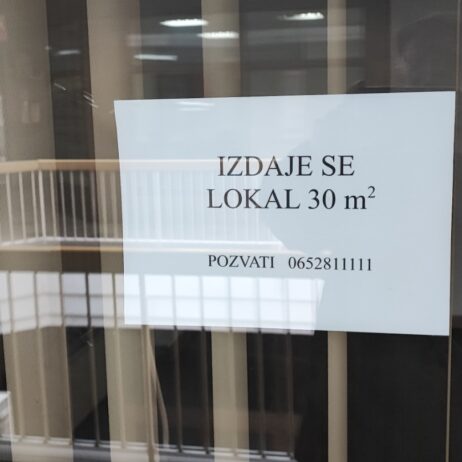 IZDAJE SE
LOKAL 30 m²
POZVATI 0652811111